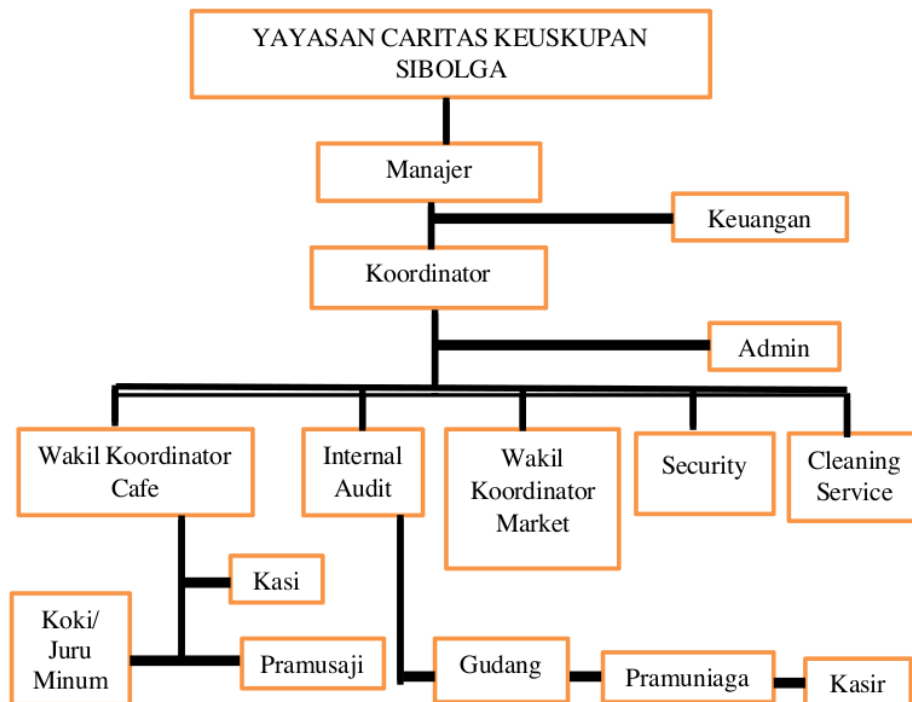 YAYASAN CARITAS KEUSKUPAN
SIBOLGA
Manajer
Keuangan
Koordinator
Admin
Wakil Koordinator
Cafe
Internal
Audit
Wakil
Koordinator
Market
Security
Cleaning
Service
Kasi
Koki/
Juru
Minum
Pramusaji
Gudang
Pramuniaga
Kasir